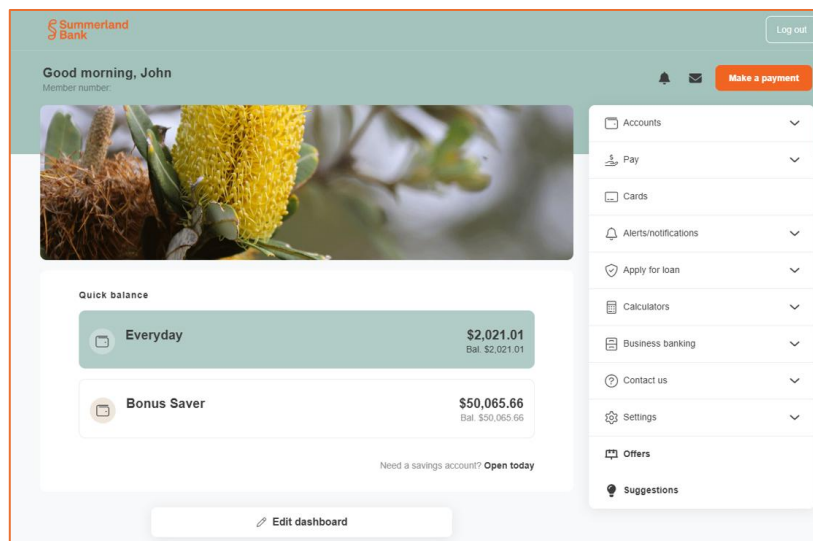 Summerland
Bank
Log out
Good morning, John
Member number:
Make a payment
Accounts
Pay
Cards
Alerts/notifications
Apply for loan
Calculators
Business banking
Contact us
Settings
Offers
Suggestions
Quick balance
Everyday
$2,021.01
Bal. $2,021.01
Bonus Saver
$50,065.66
Bal. $50,065.66
Need a savings account? Open today
Edit dashboard